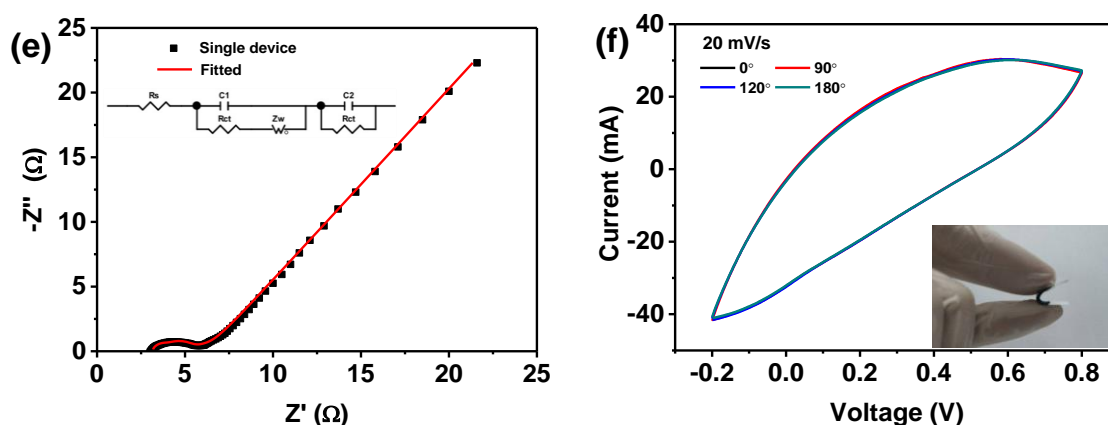 (e)
Single device
Fitted
Rs
C1
C2
Rct
Zw
Rct
25
20
15
10
5
0
-Z'' (Ω)
0 5 10 15 20 25
Z' (Ω)
(f)
20 mV/s
0° 90°
120° 180°
40
20
0
-20
-40
Current (mA)
-0.2 0.0 0.2 0.4 0.6 0.8
Voltage (V)